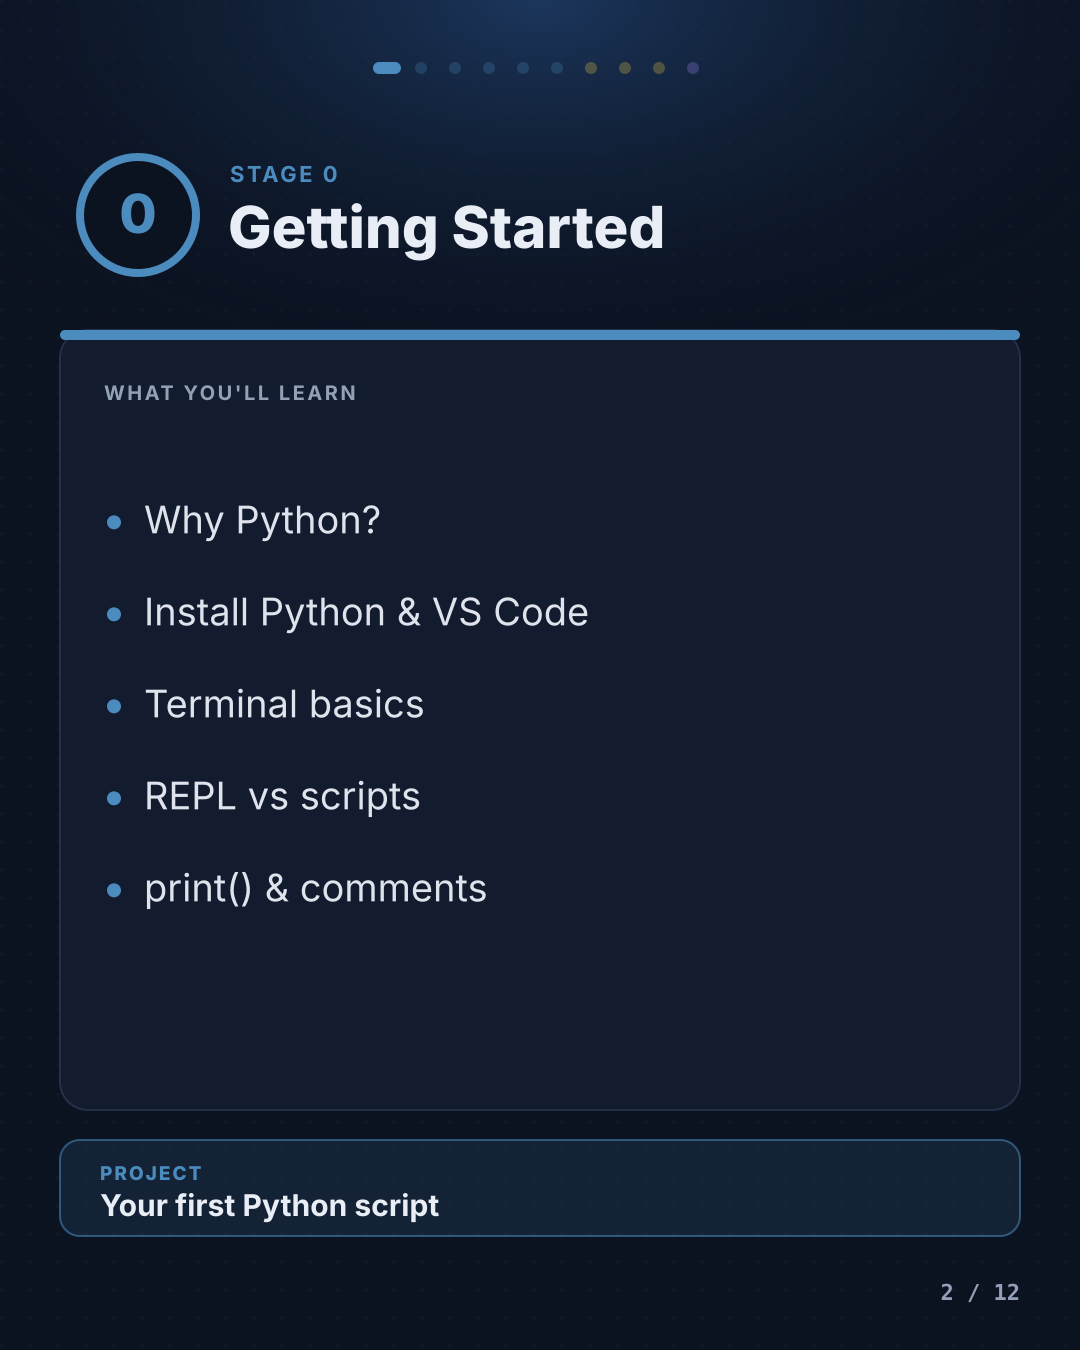 0
STAGE 0
Getting Started
WHAT YOU'LL LEARN
Why Python?
Install Python & VS Code
Terminal basics
REPL vs scripts
print() & comments
PROJECT
Your first Python script
2 / 12